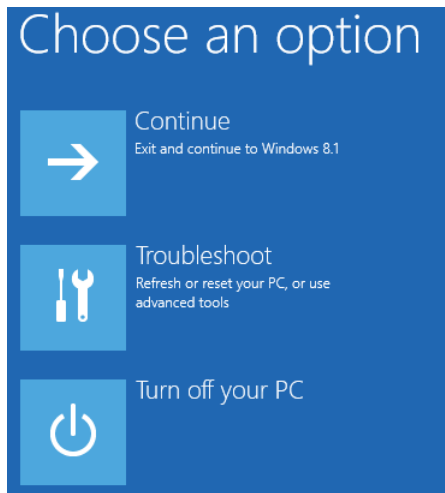 Choose an option
Continue
Exit and continue to Windows 8.1
Troubleshoot
Refresh or reset your PC, or use
advanced tools
Turn off your PC